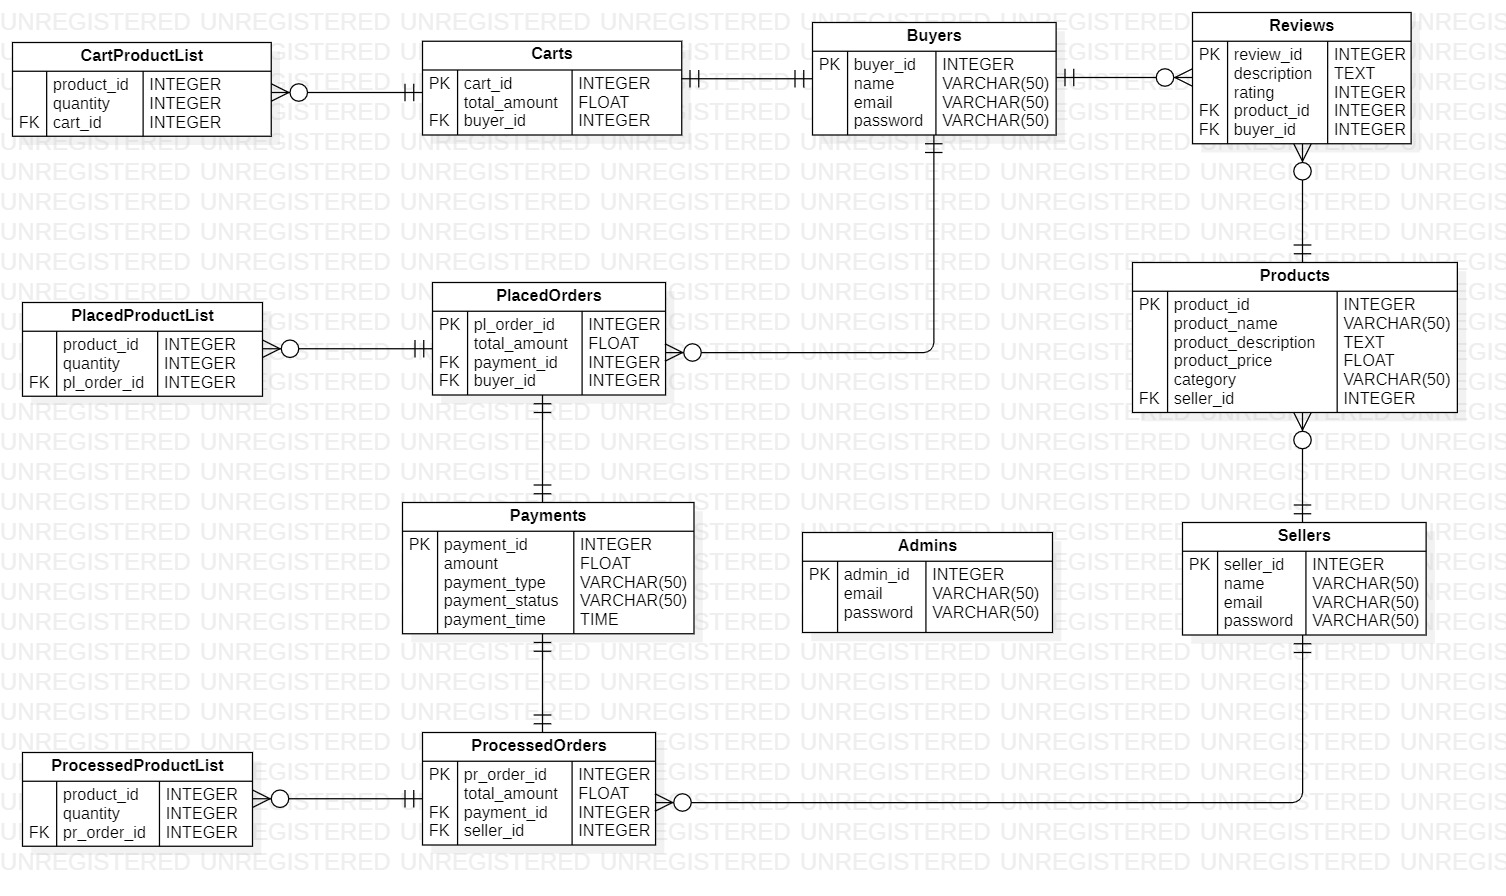 CartProductList
product_id INTEGER
quantity INTEGER
FK cart_id INTEGER
Carts
PK cart_id INTEGER
total_amount FLOAT
FK buyer_id INTEGER
Buyers
PK buyer_id INTEGER
name VARCHAR(50)
email VARCHAR(50)
password VARCHAR(50)
Reviews
PK review_id INTEGER
description TEXT
rating INTEGER
FK product_id INTEGER
FK buyer_id INTEGER
PlacedProductList
product_id INTEGER
quantity INTEGER
FK pl_order_id INTEGER
PlacedOrders
PK pl_order_id INTEGER
total_amount FLOAT
FK payment_id INTEGER
FK buyer_id INTEGER
Products
PK product_id INTEGER
product_name VARCHAR(50)
product_description TEXT
product_price FLOAT
category VARCHAR(50)
FK seller_id INTEGER
Payments
PK payment_id INTEGER
amount FLOAT
payment_type VARCHAR(50)
payment_status VARCHAR(50)
payment_time TIME
Admins
PK admin_id INTEGER
email VARCHAR(50)
password VARCHAR(50)
Sellers
PK seller_id INTEGER
name VARCHAR(50)
email VARCHAR(50)
password VARCHAR(50)
ProcessedProductList
product_id INTEGER
quantity INTEGER
FK pr_order_id INTEGER
ProcessedOrders
PK pr_order_id INTEGER
total_amount FLOAT
FK payment_id INTEGER
FK seller_id INTEGER
UNREGISTERED